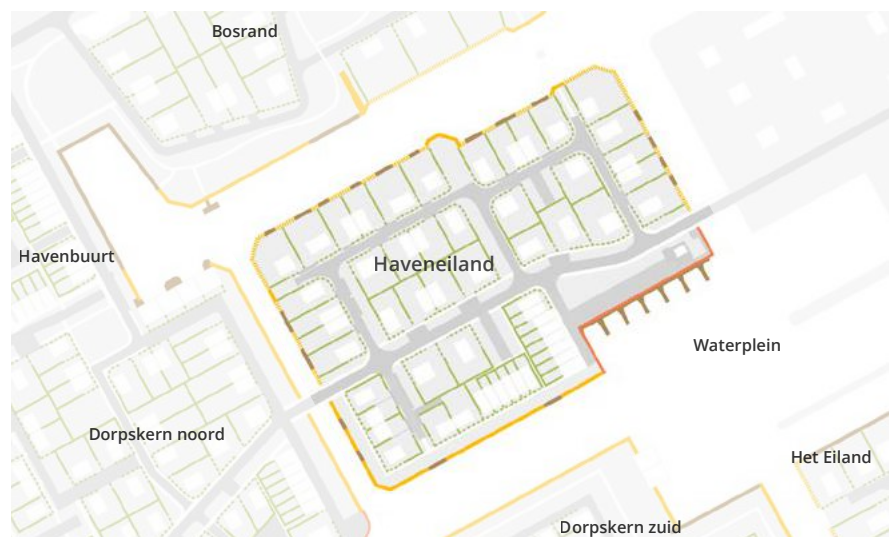 Bosrand
Havenbuurt
Haveneiland
Waterplein
Dorpskern noord
Het Eiland
Dorpskern zuid